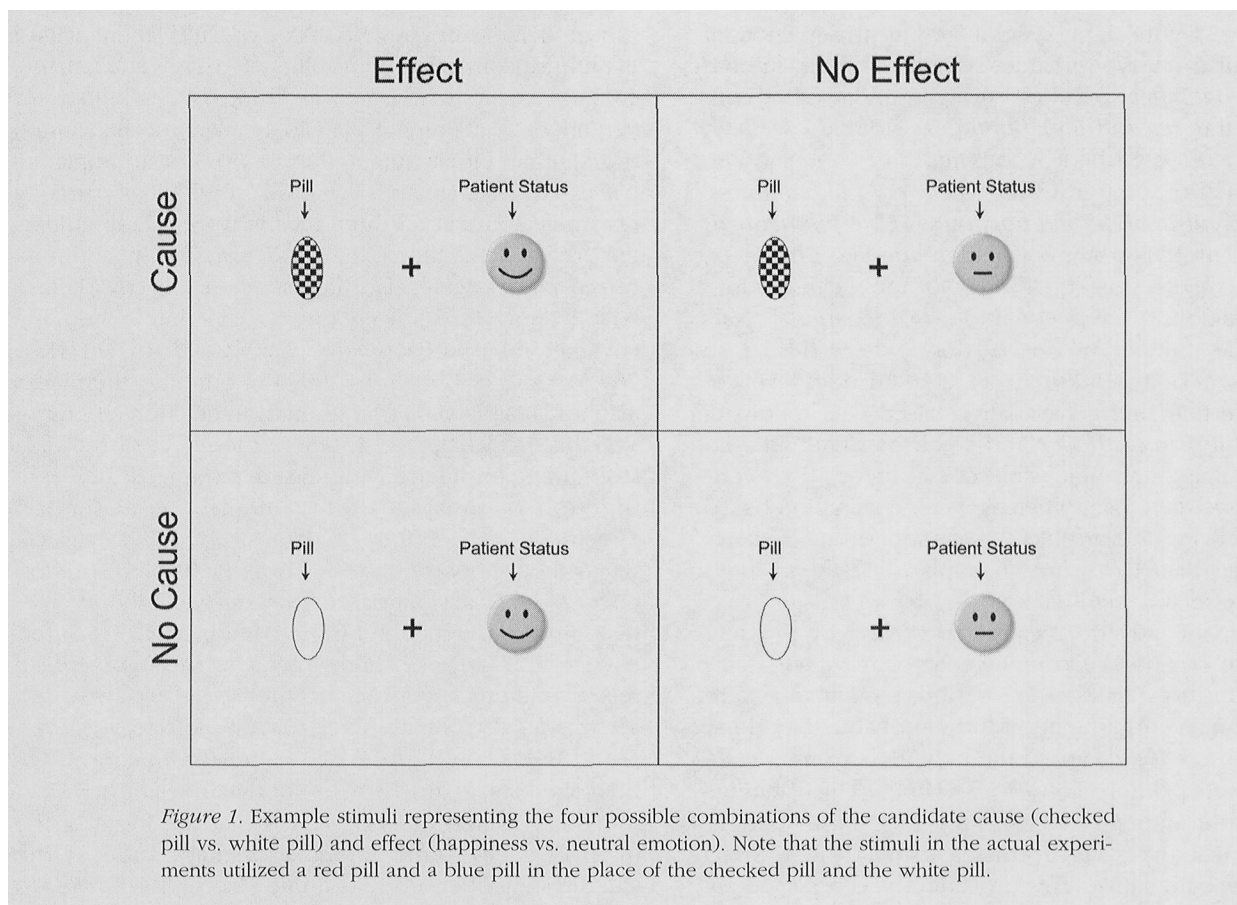 Effect
No Effect
Cause
Pill
Patient Status
+
Pill
Patient Status
+
No Cause
Pill
Patient Status
+
Pill
Patient Status
+
Figure 1. Example stimuli representing the four possible combinations of the candidate cause (checked
pill vs. white pill) and effect (happiness vs. neutral emotion). Note that the stimuli in the actual experi-
ments utilized a red pill and a blue pill in the place of the checked pill and the white pill.